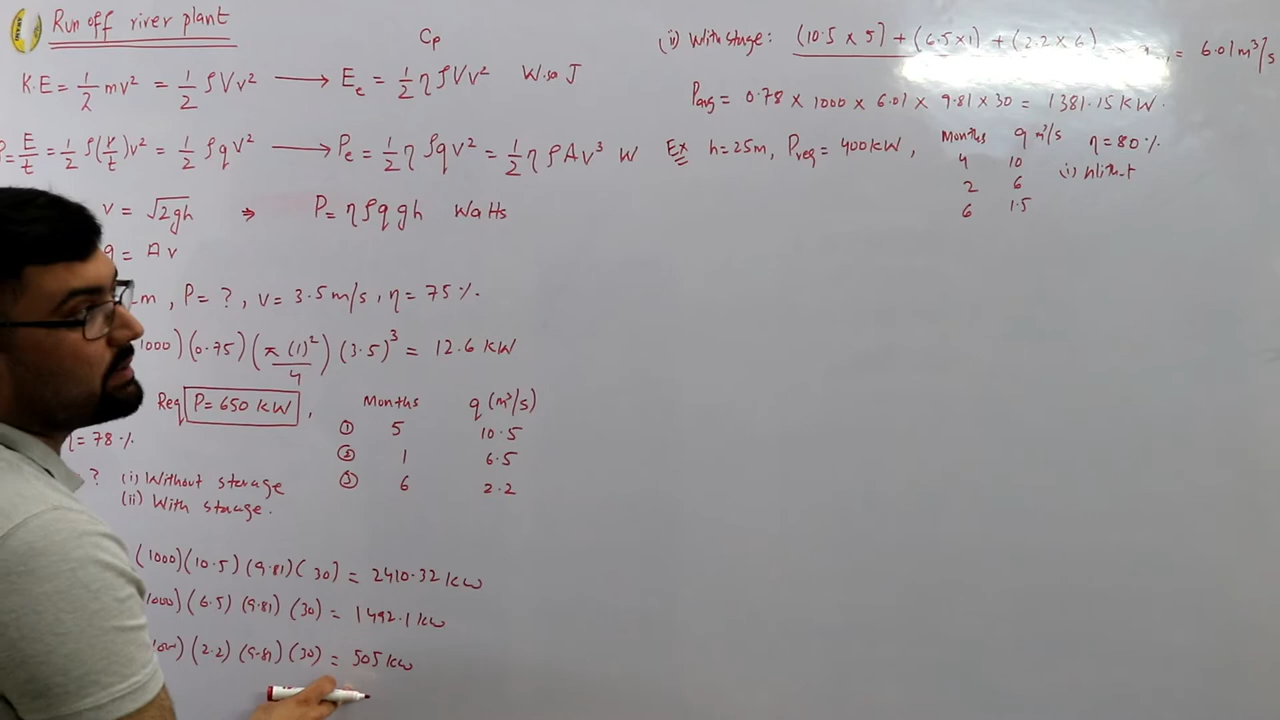 Run off river plant
Cp
K.E = 1/2 mv² = 1/2 ρVv² → Ee = 1/2 ηρVv² W.s or J
P = E/t = 1/2 ρ(V/t)v² = 1/2 ρqv² → Pe = 1/2 ηρqv² = 1/2 ηρAv³ W
v = √2gh ⇒ P = ηρqgh Watts
q = Av
m, P = ?, v = 3.5 m/s, η = 75 %.
1000)(0.75)(π(1)²/4)(3.5)³ = 12.6 KW
Req P = 650 KW,
η = 78 %
? (i) Without storage
(ii) With storage.
Months q (m³/s)
① 5 10.5
② 1 6.5
③ 6 2.2
(1000)(10.5)(9.81)(30) = 2410.32 kw
1000)(6.5)(9.81)(30) = 1492.1 kw
)(2.2)(9.81)(30) = 505 kw
(ii) With stage: (10.5 × 5) + (6.5×1) + (2.2 × 6) = 6.01 m³/s
Pavg = 0.78 × 1000 × 6.01 × 9.81 × 30 = 1381.15 KW.
Ex h = 25m, Preq = 400 KW,
Months q m³/s η = 80 %
4 10 (i)
2 6
6 1.5